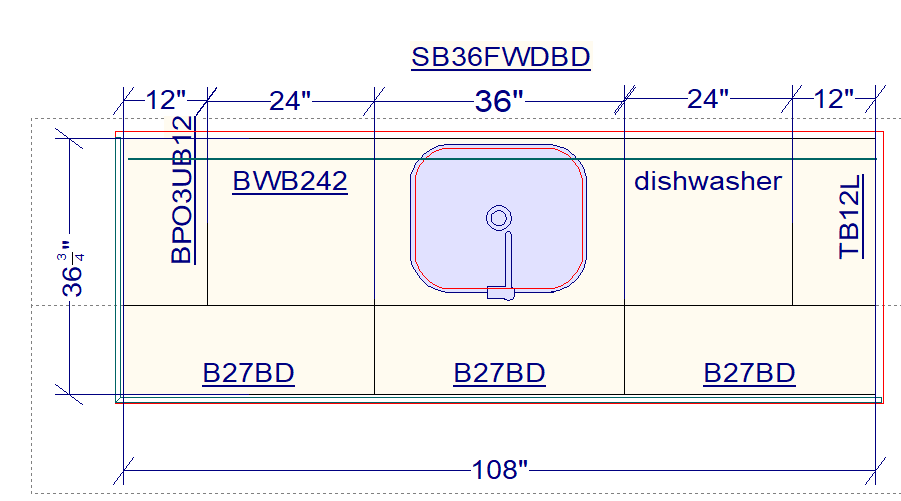 SB36FWDBD
12" 24" 36" 24" 12"
BPO3UB12
BWB242
dishwasher
TB12L
36 3/4"
B27BD B27BD B27BD
108"